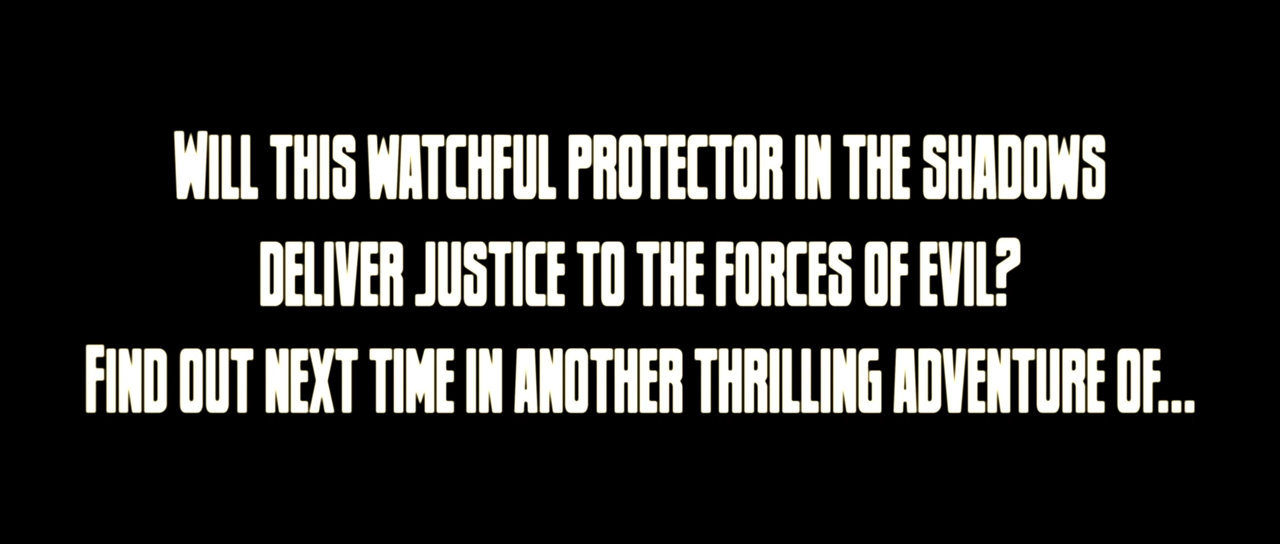 Will this watchful protector in the shadows
deliver justice to the forces of evil?
Find out next time in another thrilling adventure of...